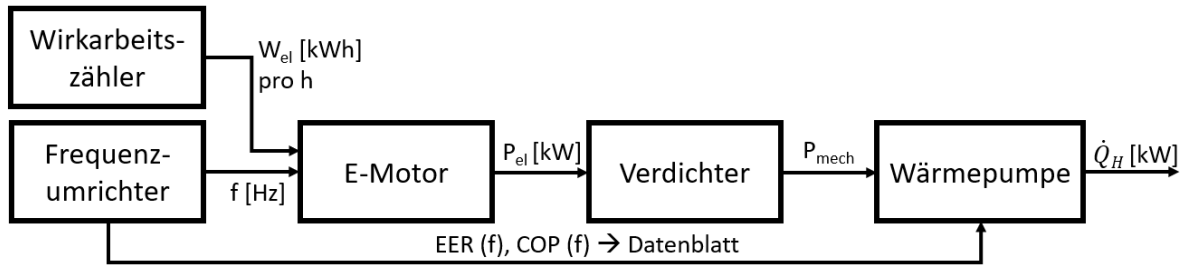 Wirkarbeits-
zähler
W_el [kWh]
pro h
Frequenz-
umrichter
f [Hz]
E-Motor
P_el [kW]
Verdichter
P_mech
Wärmepumpe
Q̇_H [kW]
EER (f), COP (f) → Datenblatt